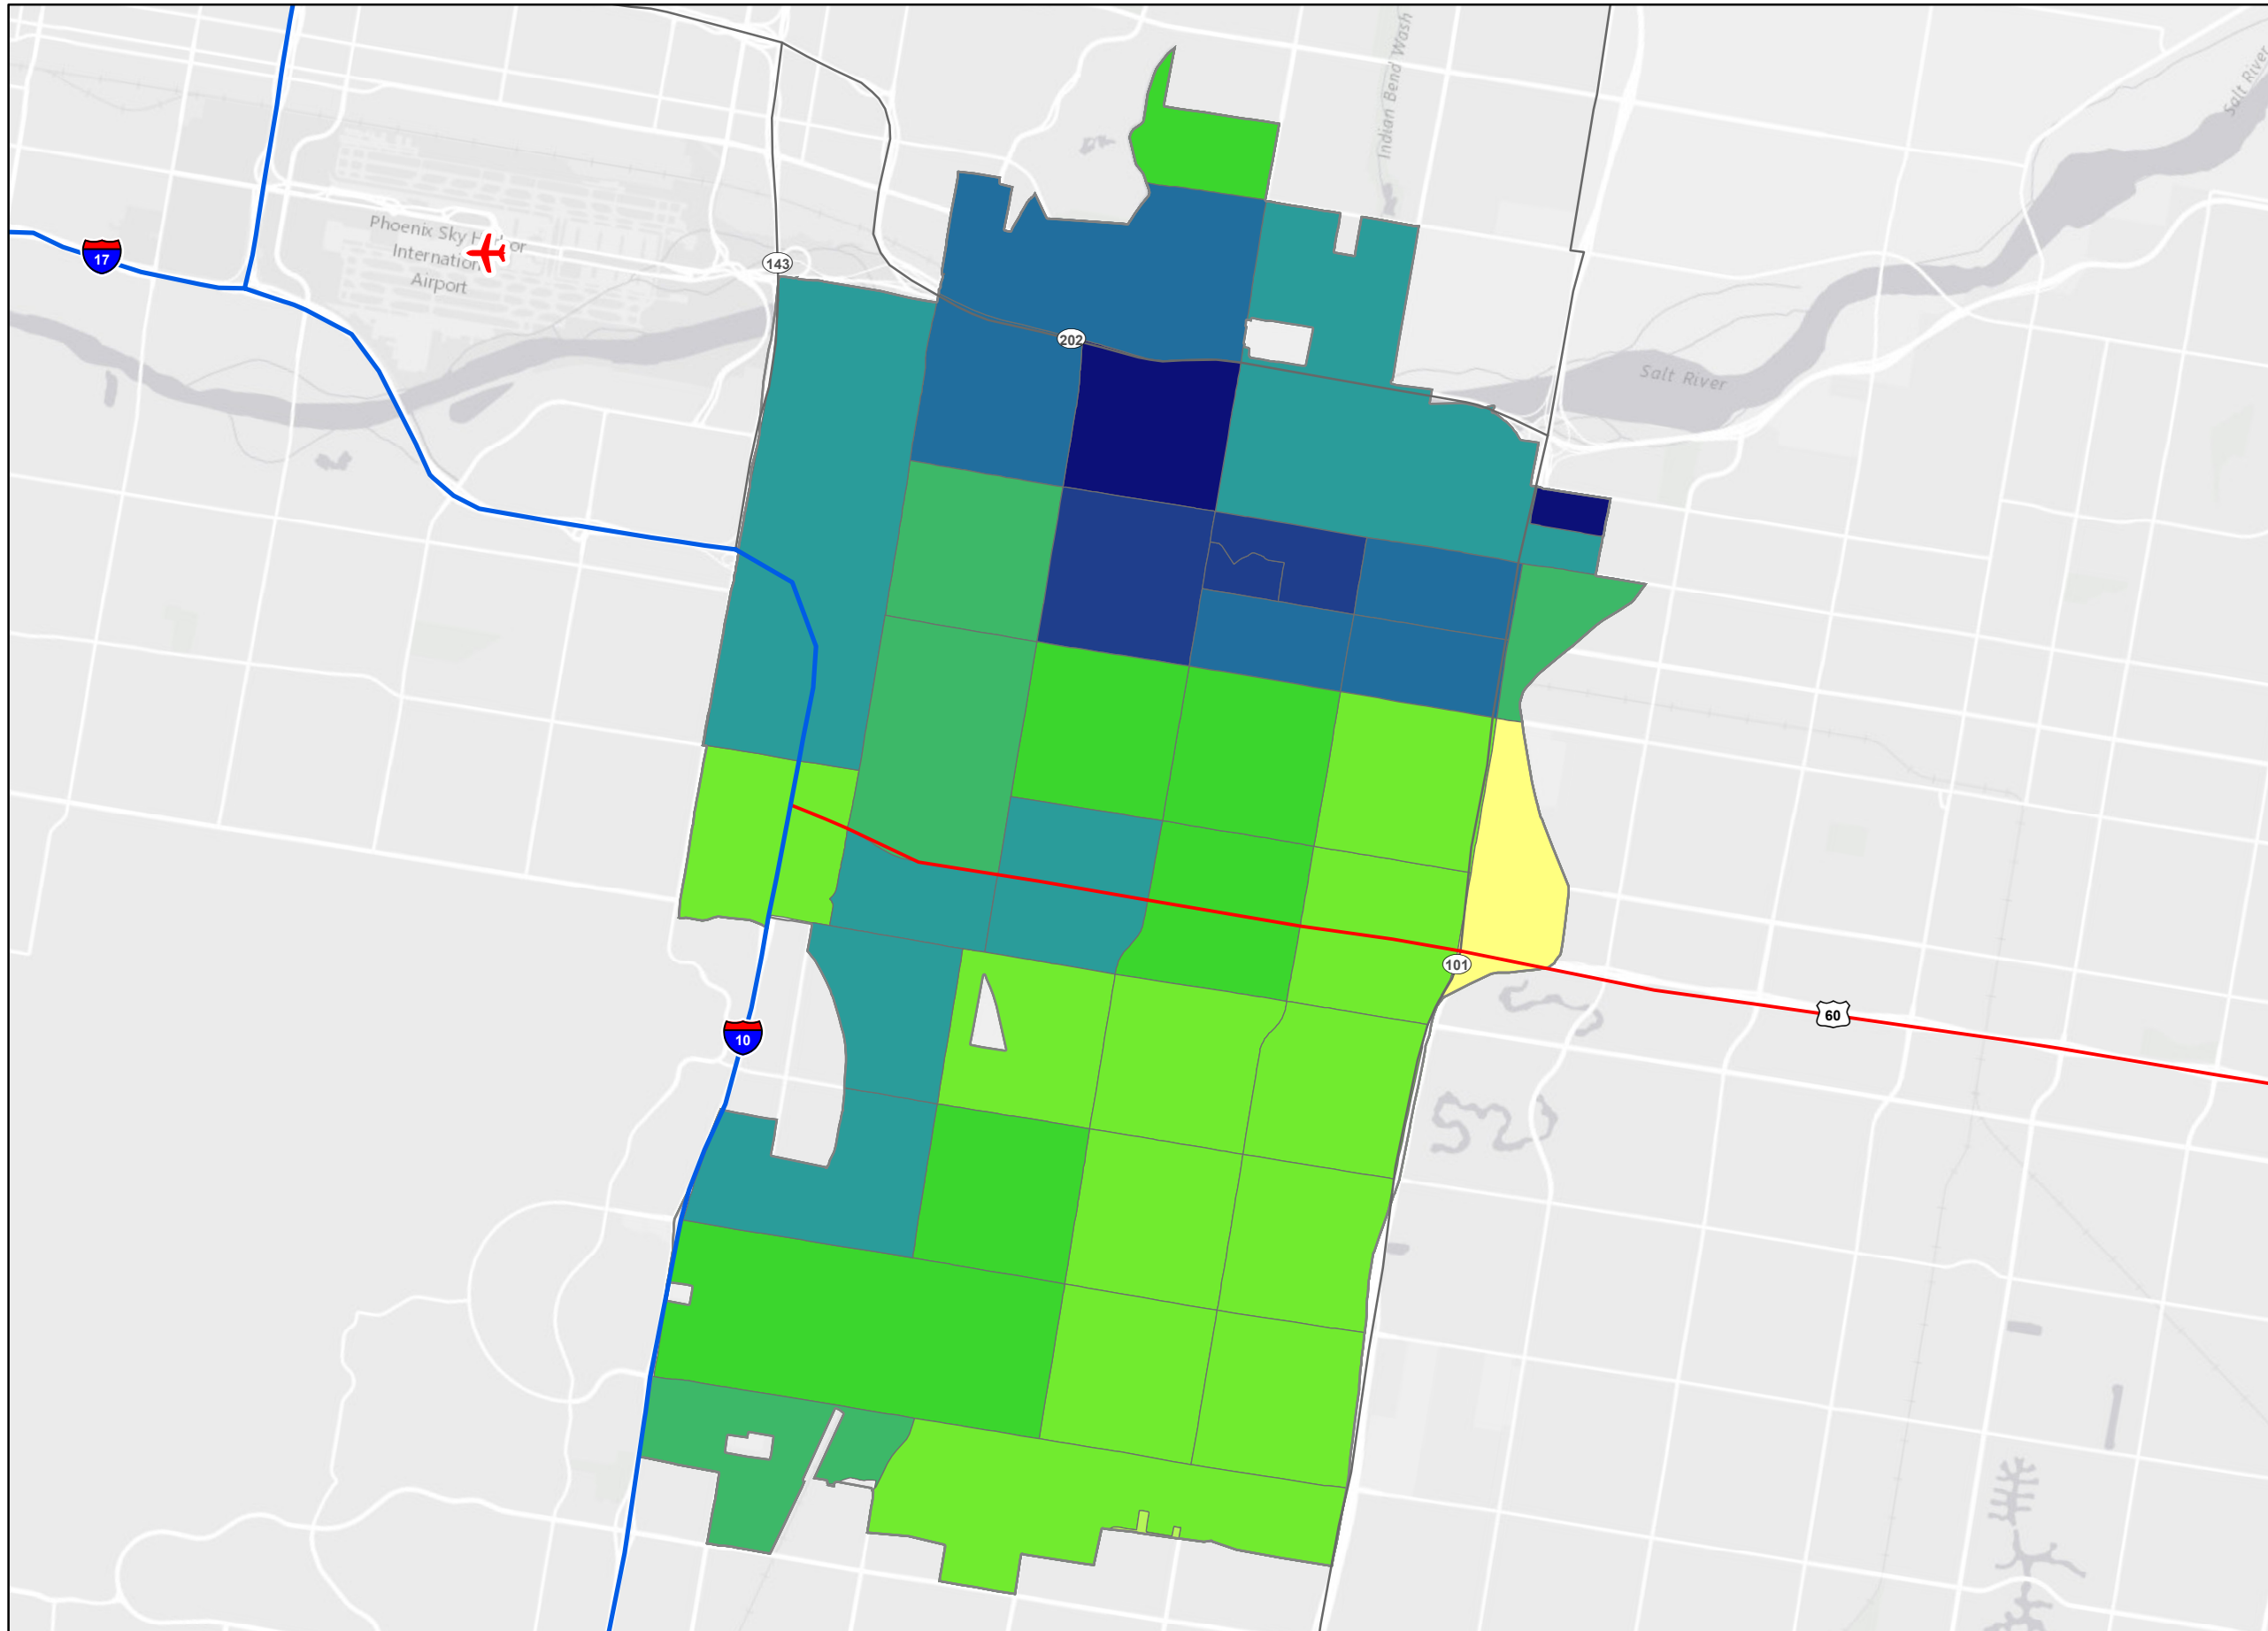 Indian Bend Wash
Salt River
Phoenix Sky Harbor
International
Airport
17
143
202
Salt River
101
60
10